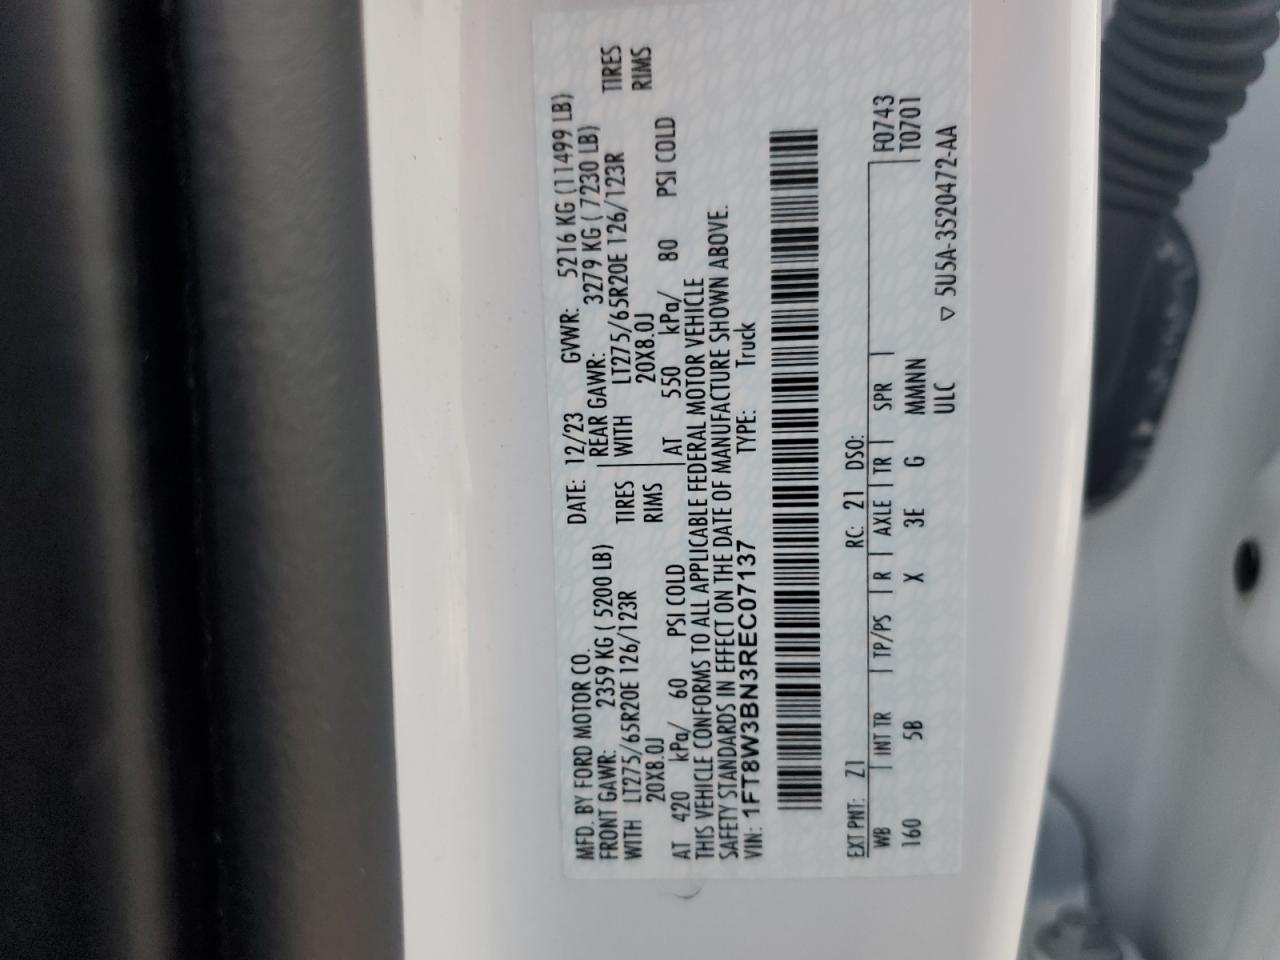 MFD. BY FORD MOTOR CO. DATE: 12/23 GVWR: 5216 KG (11499 LB)
FRONT GAWR: 2359 KG ( 5200 LB) REAR GAWR: 3279 KG ( 7230 LB)
WITH LT275/65R20E 126/123R TIRES WITH LT275/65R20E 126/123R TIRES
20X8.0J RIMS 20X8.0J RIMS
AT 420 kPa/ 60 PSI COLD AT 550 kPa/ 80 PSI COLD
THIS VEHICLE CONFORMS TO ALL APPLICABLE FEDERAL MOTOR VEHICLE
SAFETY STANDARDS IN EFFECT ON THE DATE OF MANUFACTURE SHOWN ABOVE.
VIN: 1FT8W3BN3REC07137 TYPE: Truck
EXT PNT: Z1 RC: 21 DSO:
WB INT TR TP/PS R AXLE TR SPR F0743
160 5B X 3E G MMMNN T0701
ULC ▽ 5U5A-3520472-AA